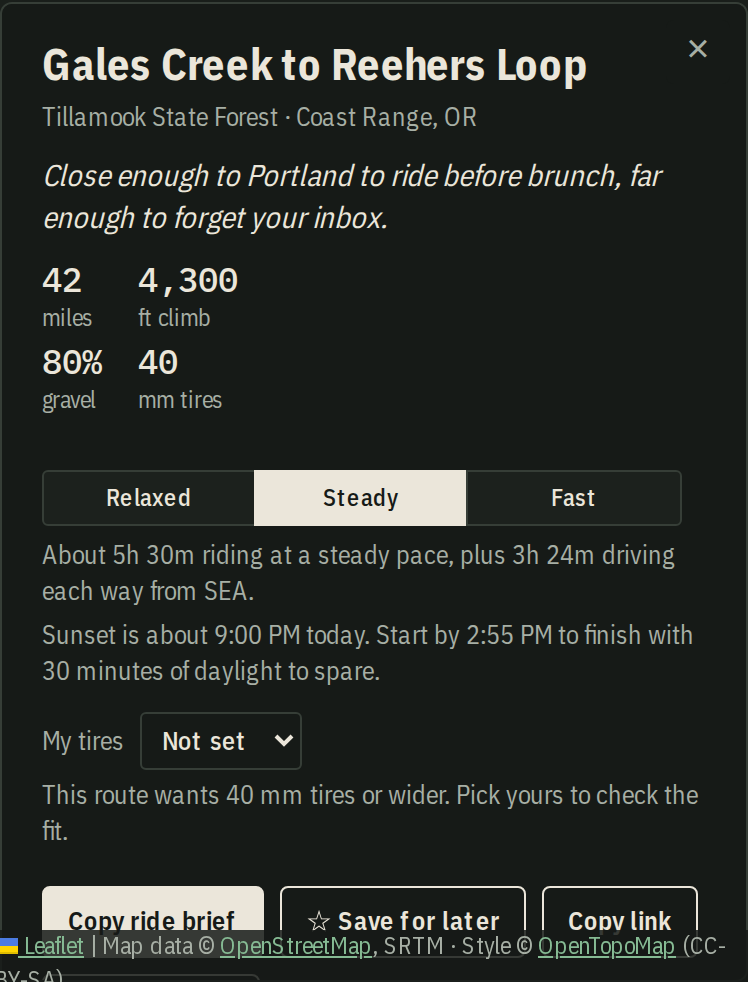 Gales Creek to Reehers Loop
Tillamook State Forest · Coast Range, OR
Close enough to Portland to ride before brunch, far
enough to forget your inbox.
42 4,300
miles ft climb
80% 40
gravel mm tires
Relaxed Steady Fast
About 5h 30m riding at a steady pace, plus 3h 24m driving
each way from SEA.
Sunset is about 9:00 PM today. Start by 2:55 PM to finish with
30 minutes of daylight to spare.
My tires Not set
This route wants 40 mm tires or wider. Pick yours to check the
fit.
Copy ride brief ☆ Save for later Copy link
Leaflet | Map data © OpenStreetMap, SRTM · Style © OpenTopoMap (CC-
BY-SA)